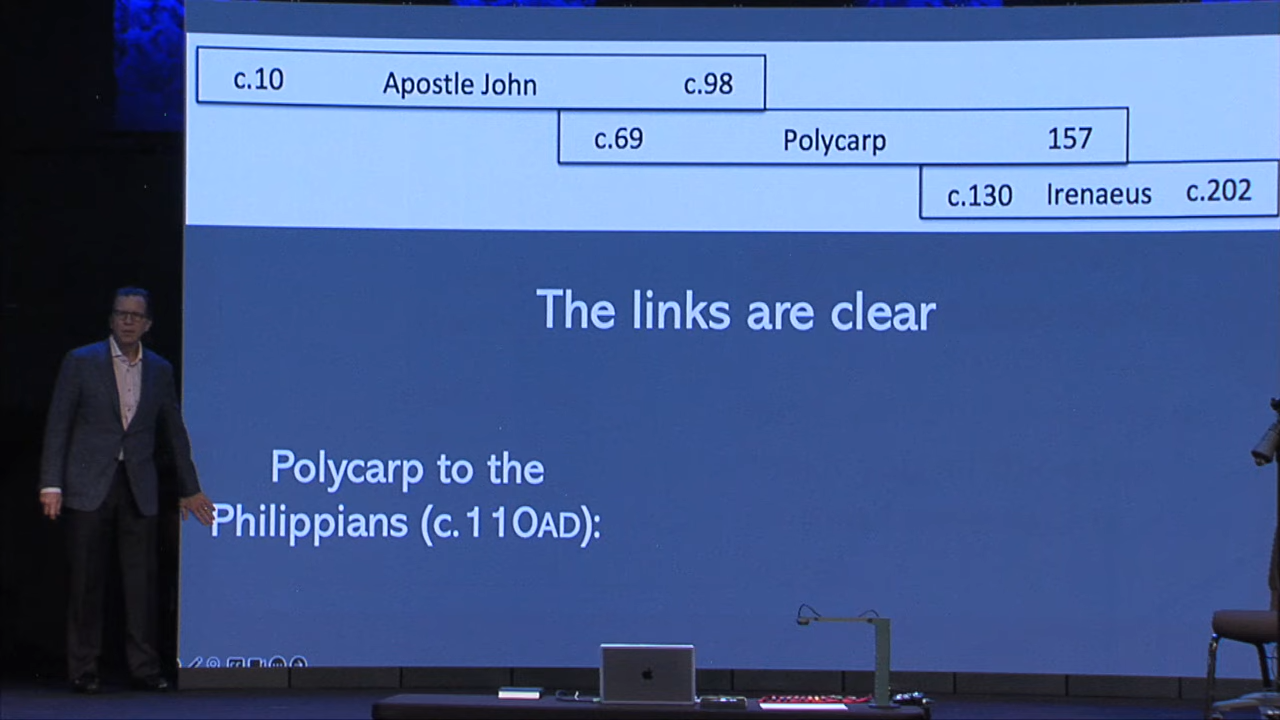 c.10 Apostle John c.98
c.69 Polycarp 157
c.130 Irenaeus c.202
The links are clear
Polycarp to the
Philippians (c.110AD):